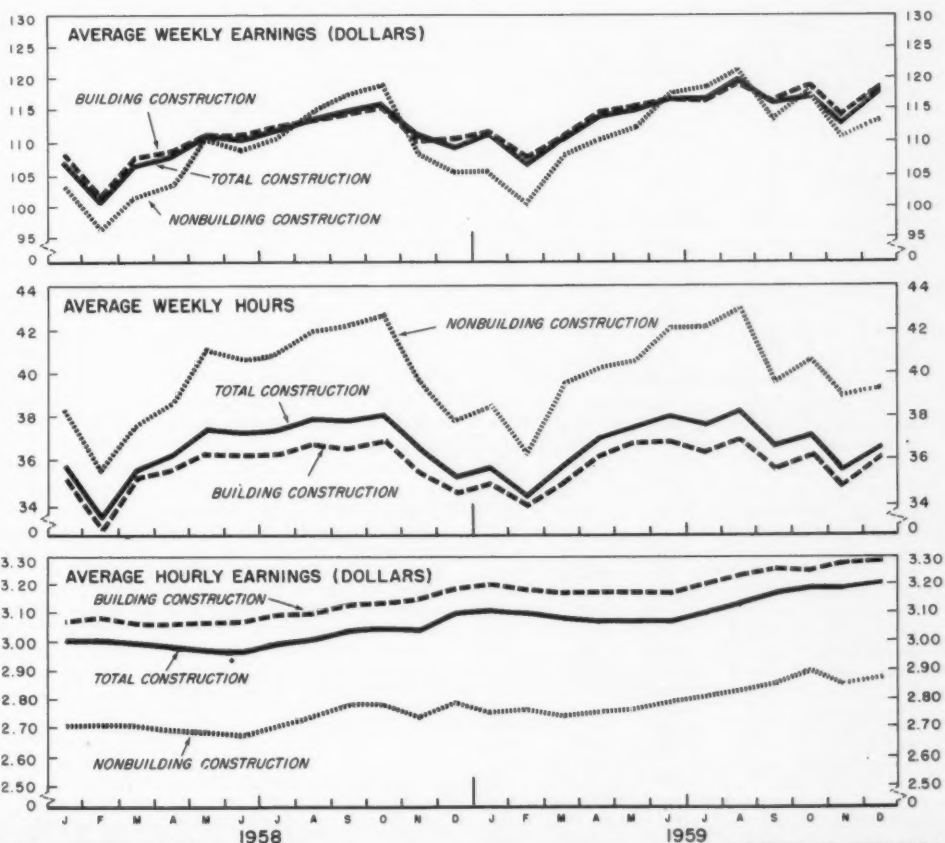 AVERAGE WEEKLY EARNINGS (DOLLARS)
130 130
125 125
120 120
115 115
110 110
105 105
100 100
95 95
0 0
BUILDING CONSTRUCTION
TOTAL CONSTRUCTION
NONBUILDING CONSTRUCTION
AVERAGE WEEKLY HOURS
44 44
42 42
40 40
38 38
36 36
34 34
0 0
NONBUILDING CONSTRUCTION
TOTAL CONSTRUCTION
BUILDING CONSTRUCTION
AVERAGE HOURLY EARNINGS (DOLLARS)
3.30 3.30
3.20 3.20
3.10 3.10
3.00 3.00
2.90 2.90
2.80 2.80
2.70 2.70
2.60 2.60
2.50 2.50
0 0
BUILDING CONSTRUCTION
TOTAL CONSTRUCTION
NONBUILDING CONSTRUCTION
J F M A M J J A S O N D J F M A M J J A S O N D
1958 1959